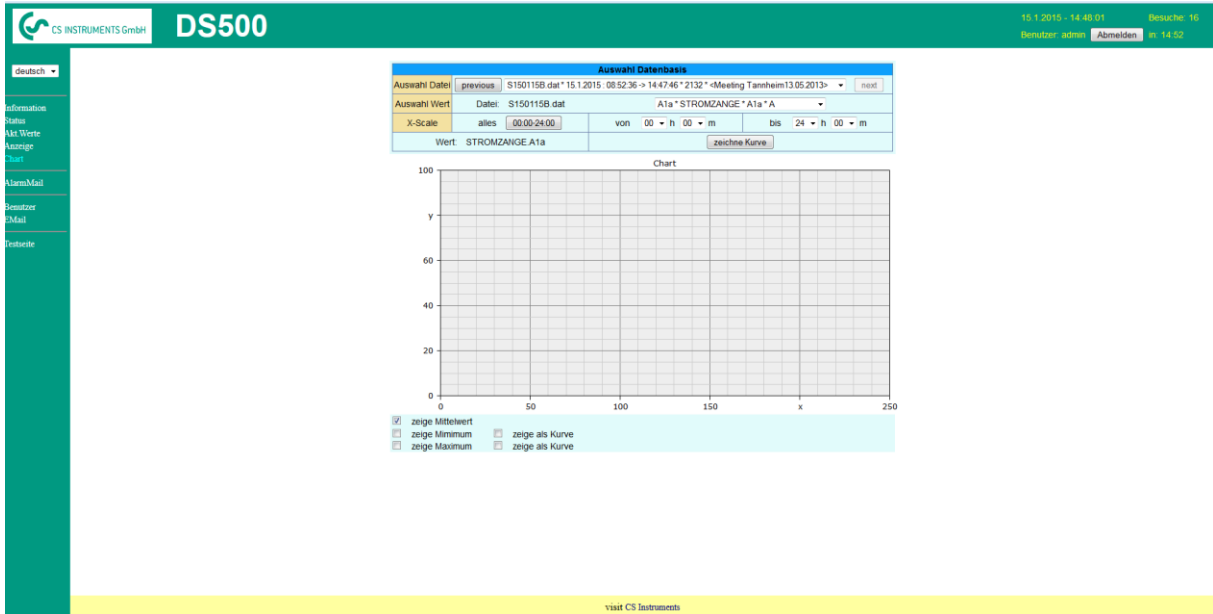 CS INSTRUMENTS GmbH
DS500
15.1.2015 - 14:48:01 Besuche: 16
Benutzer: admin Abmelden in: 14:52
deutsch
Information
Status
Akt.Werte
Anzeige
Chart
AlarmMail
Benutzer
EMail
Testseite
Auswahl Datenbasis
Auswahl Datei previous S150115B.dat * 15.1.2015 : 08:52:36 -> 14:47:46 * 2132 * <Meeting Tannheim13.05.2013> next
Auswahl Wert Datei: S150115B.dat A1a * STROMZANGE * A1a * A
X-Scale alles 00:00-24:00 von 00 h 00 m bis 24 h 00 m
Wert: STROMZANGE.A1a zeichne Kurve
Chart
100
y
60
40
20
0
0 50 100 150 x 250
zeige Mittelwert
zeige Mimimum zeige als Kurve
zeige Maximum zeige als Kurve
visit CS Instruments